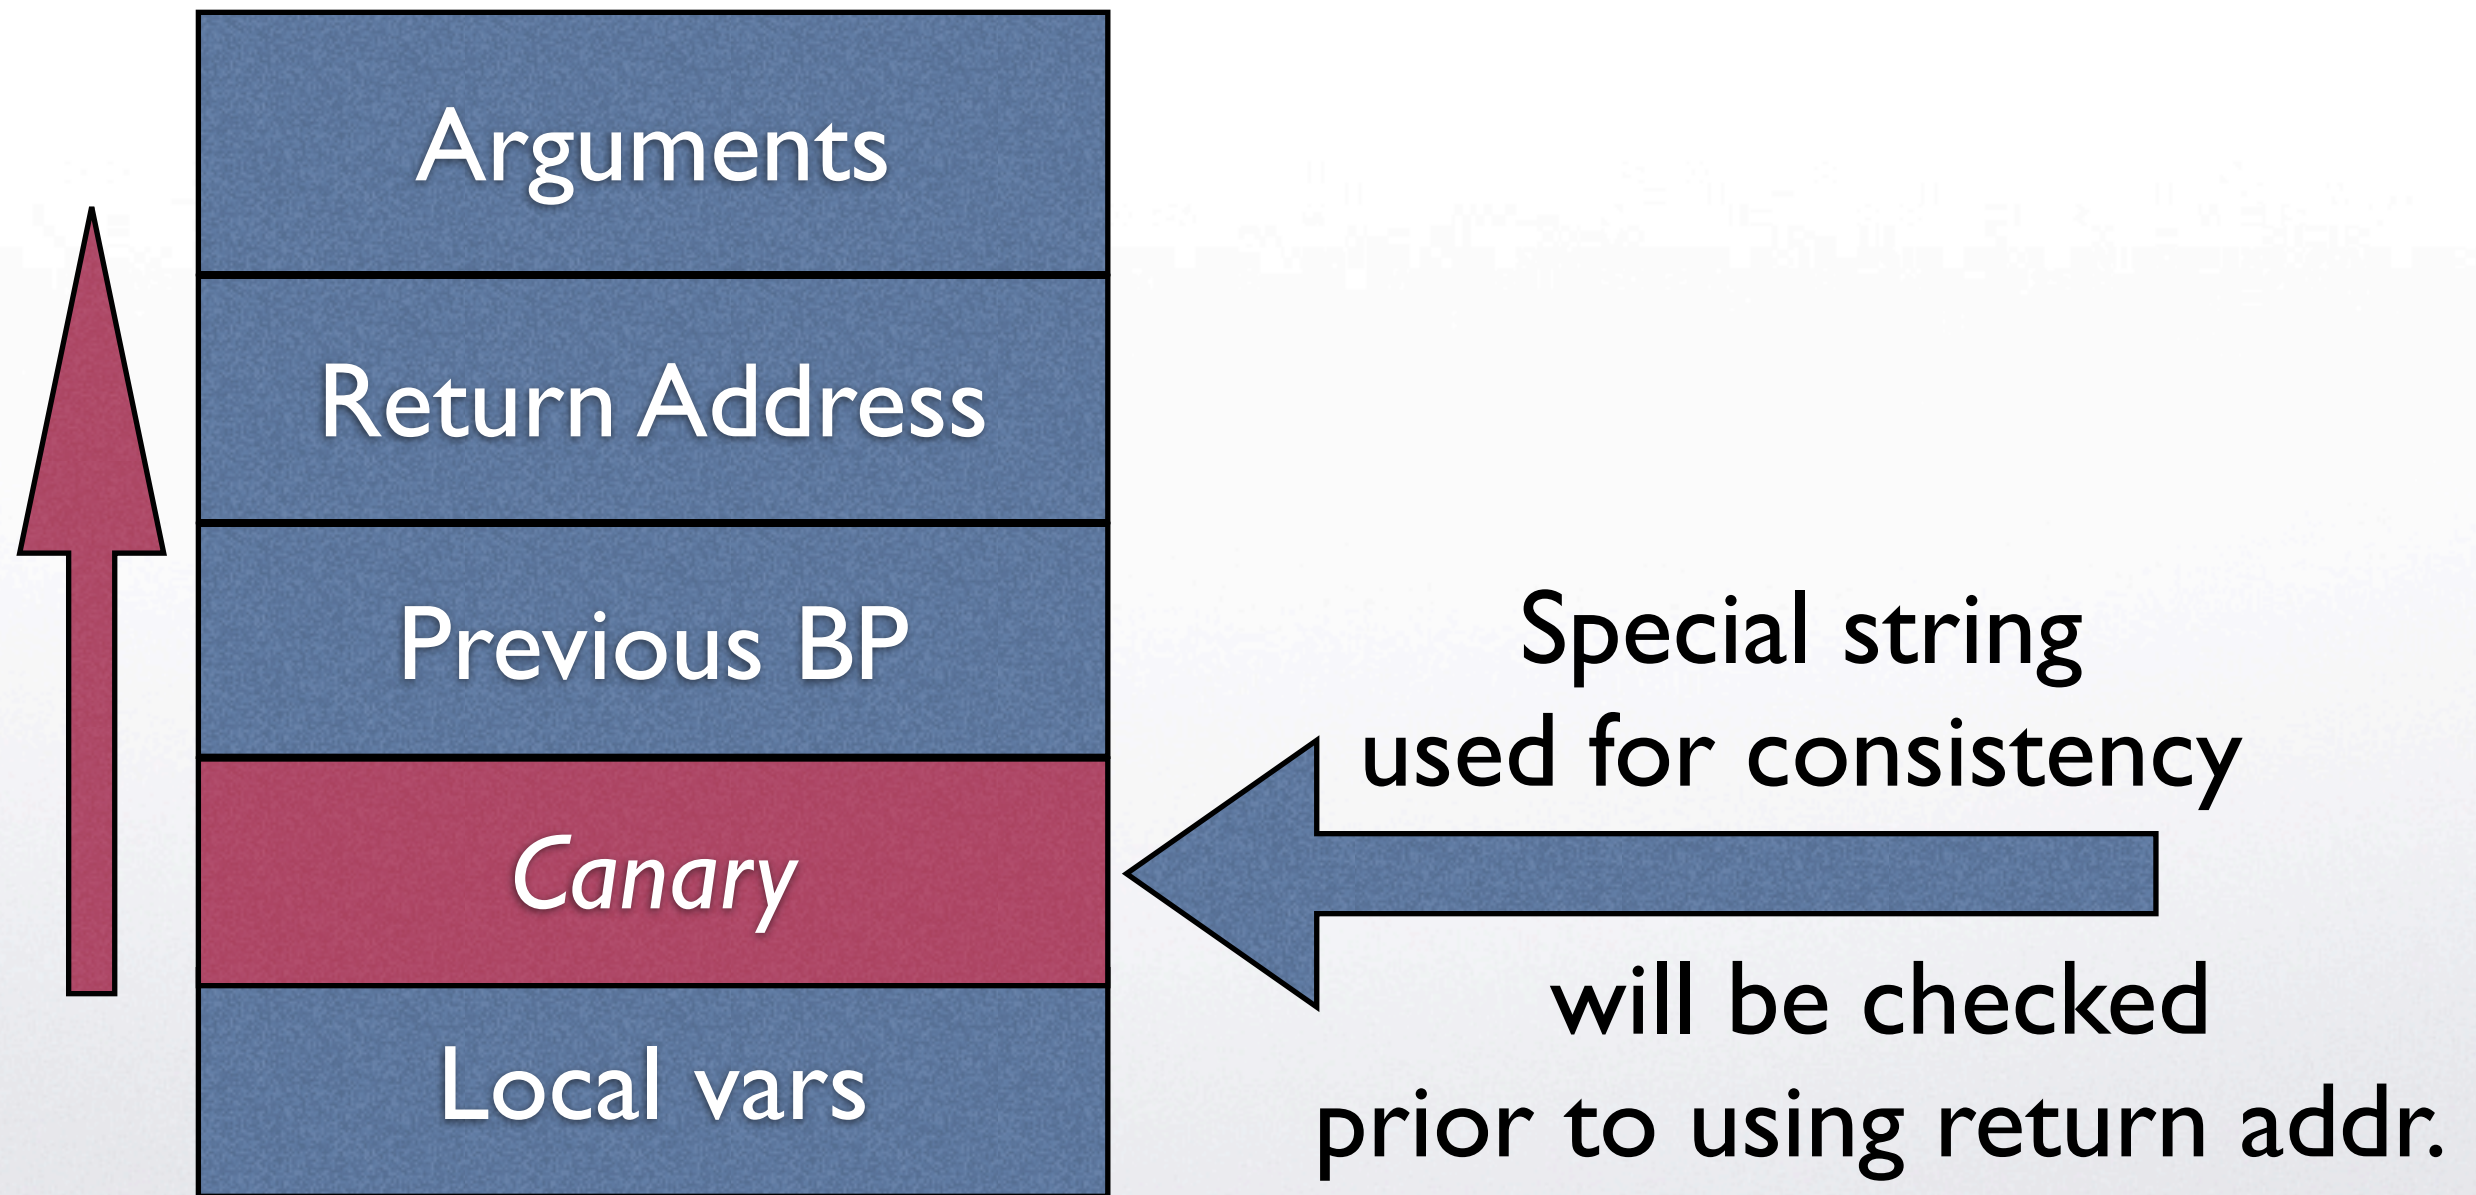 Arguments
Return Address
Previous BP
Canary
Local vars
Special string
used for consistency
will be checked
prior to using return addr.